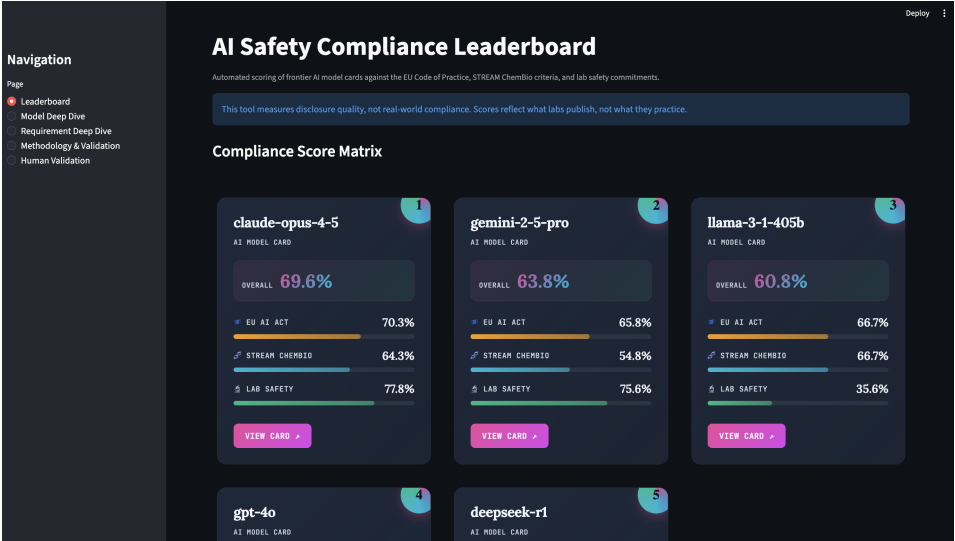 Deploy
Navigation
Page
Leaderboard
Model Deep Dive
Requirement Deep Dive
Methodology & Validation
Human Validation
AI Safety Compliance Leaderboard
Automated scoring of frontier AI model cards against the EU Code of Practice, STREAM ChemBio criteria, and lab safety commitments.
This tool measures disclosure quality, not real-world compliance. Scores reflect what labs publish, not what they practice.
Compliance Score Matrix
1
claude-opus-4-5
AI MODEL CARD
OVERALL 69.6%
EU AI ACT 70.3%
STREAM CHEMBIO 64.3%
LAB SAFETY 77.8%
VIEW CARD ↗
2
gemini-2-5-pro
AI MODEL CARD
OVERALL 63.8%
EU AI ACT 65.8%
STREAM CHEMBIO 54.8%
LAB SAFETY 75.6%
VIEW CARD ↗
3
llama-3-1-405b
AI MODEL CARD
OVERALL 60.8%
EU AI ACT 66.7%
STREAM CHEMBIO 66.7%
LAB SAFETY 35.6%
VIEW CARD ↗
4
gpt-4o
AI MODEL CARD
5
deepseek-r1
AI MODEL CARD